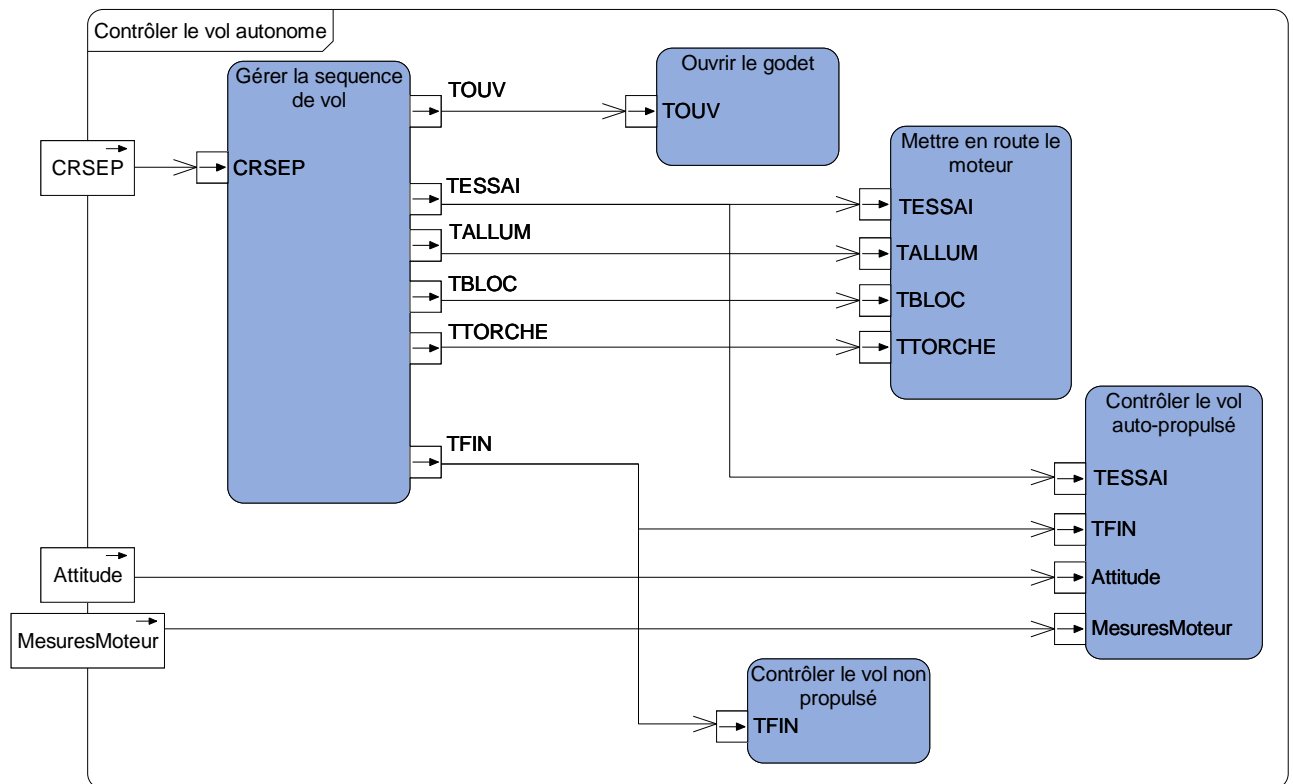 Contrôler le vol autonome
Gérer la sequence
de vol
CRSEP
CRSEP
TOUV
TESSAI
TALLUM
TBLOC
TTORCHE
TFIN
Ouvrir le godet
TOUV
Mettre en route le
moteur
TESSAI
TALLUM
TBLOC
TTORCHE
Contrôler le vol
auto-propulsé
TESSAI
TFIN
Attitude
MesuresMoteur
Attitude
MesuresMoteur
Contrôler le vol non
propulsé
TFIN